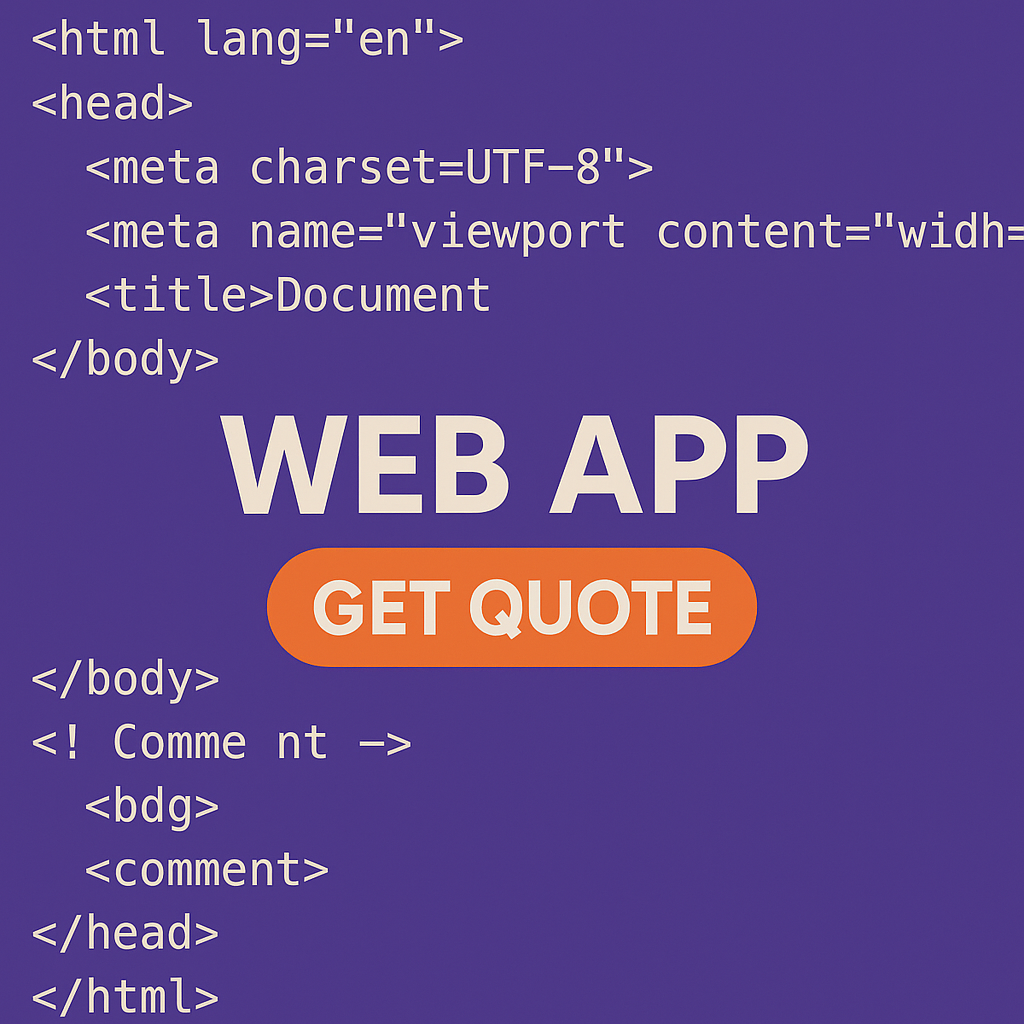 <html lang="en">
<head>
<meta charset=UTF-8">
<meta name="viewport content="widh=
<title>Document
</body>
WEB APP
GET QUOTE
</body>
<! Comme nt —>
<bdg>
<comment>
</head>
</html>